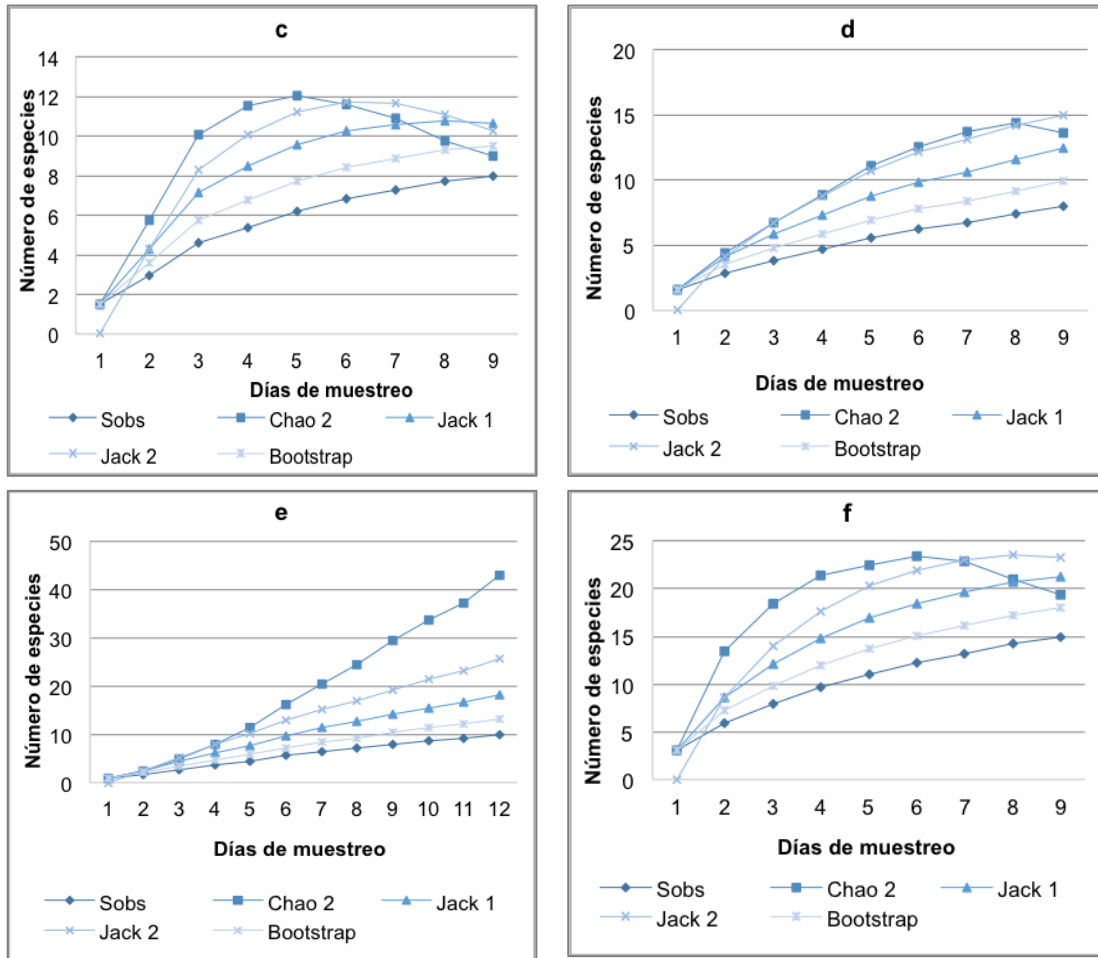 c
Número de especies
14
12
10
8
6
4
2
0
1 2 3 4 5 6 7 8 9
Días de muestreo
Sobs Chao 2 Jack 1
Jack 2 Bootstrap
d
Número de especies
20
15
10
5
0
1 2 3 4 5 6 7 8 9
Días de muestreo
Sobs Chao 2 Jack 1
Jack 2 Bootstrap
e
Número de especies
50
40
30
20
10
0
1 2 3 4 5 6 7 8 9 10 11 12
Días de muestreo
Sobs Chao 2 Jack 1
Jack 2 Bootstrap
f
Número de especies
25
20
15
10
5
0
1 2 3 4 5 6 7 8 9
Días de muestreo
Sobs Chao 2 Jack 1
Jack 2 Bootstrap